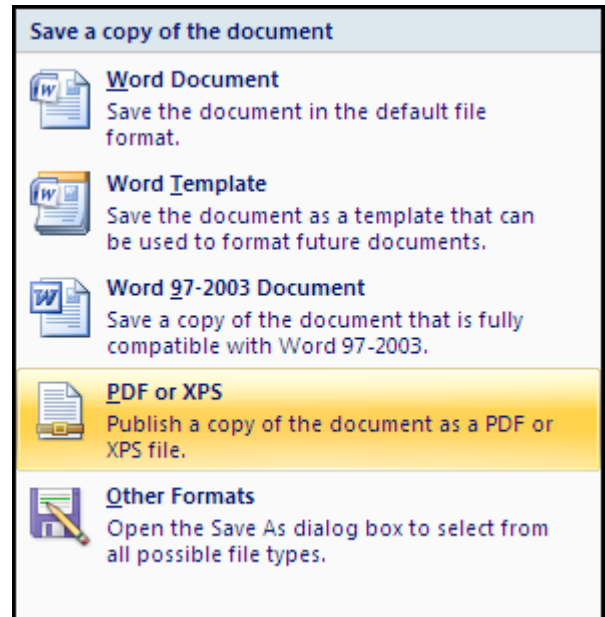 Save a copy of the document
Word Document
Save the document in the default file
format.
Word Template
Save the document as a template that can
be used to format future documents.
Word 97-2003 Document
Save a copy of the document that is fully
compatible with Word 97-2003.
PDF or XPS
Publish a copy of the document as a PDF or
XPS file.
Other Formats
Open the Save As dialog box to select from
all possible file types.